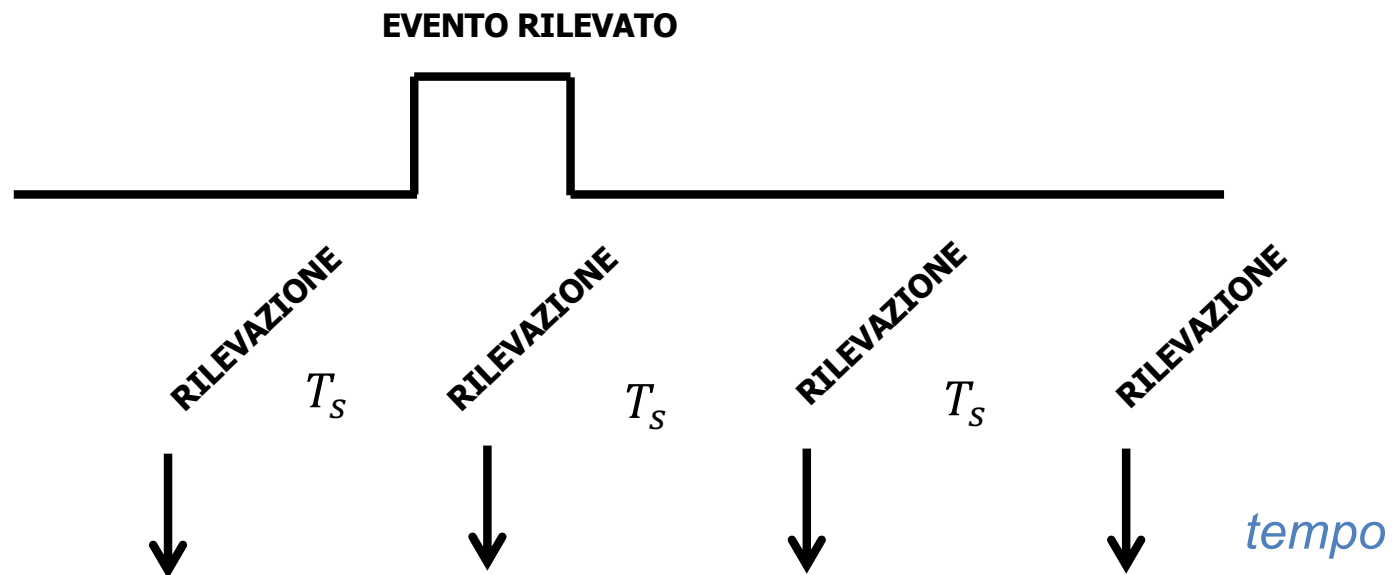 EVENTO RILEVATO
RILEVAZIONE
T_s
RILEVAZIONE
T_s
RILEVAZIONE
T_s
RILEVAZIONE
tempo